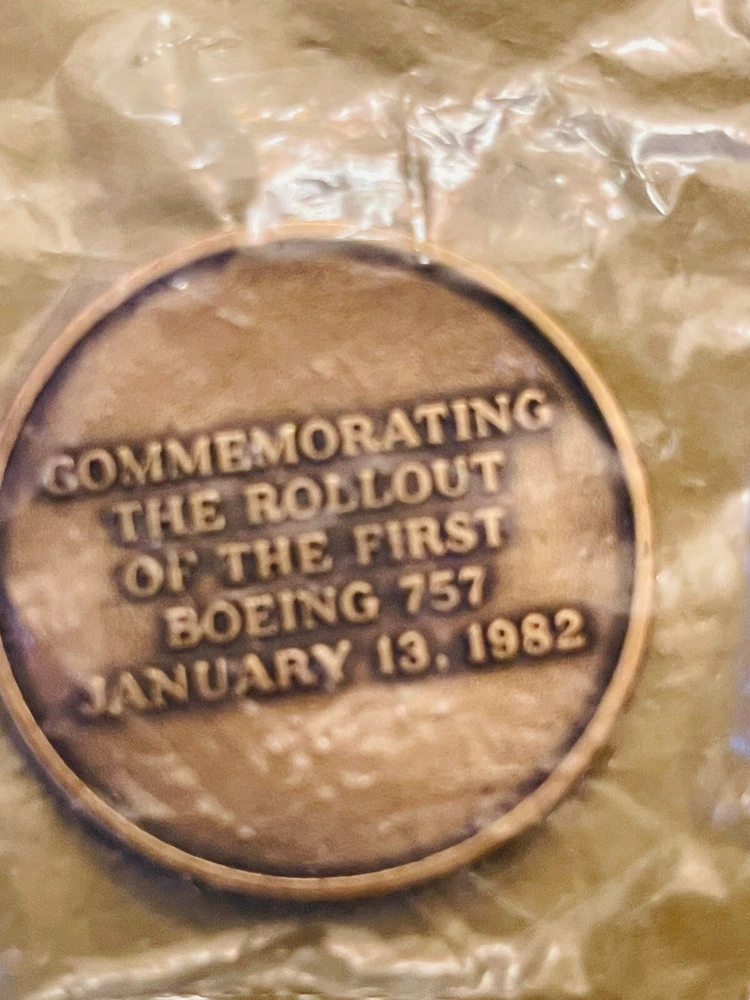 COMMEMORATING
THE ROLLOUT
OF THE FIRST
BOEING 757
JANUARY 13, 1982